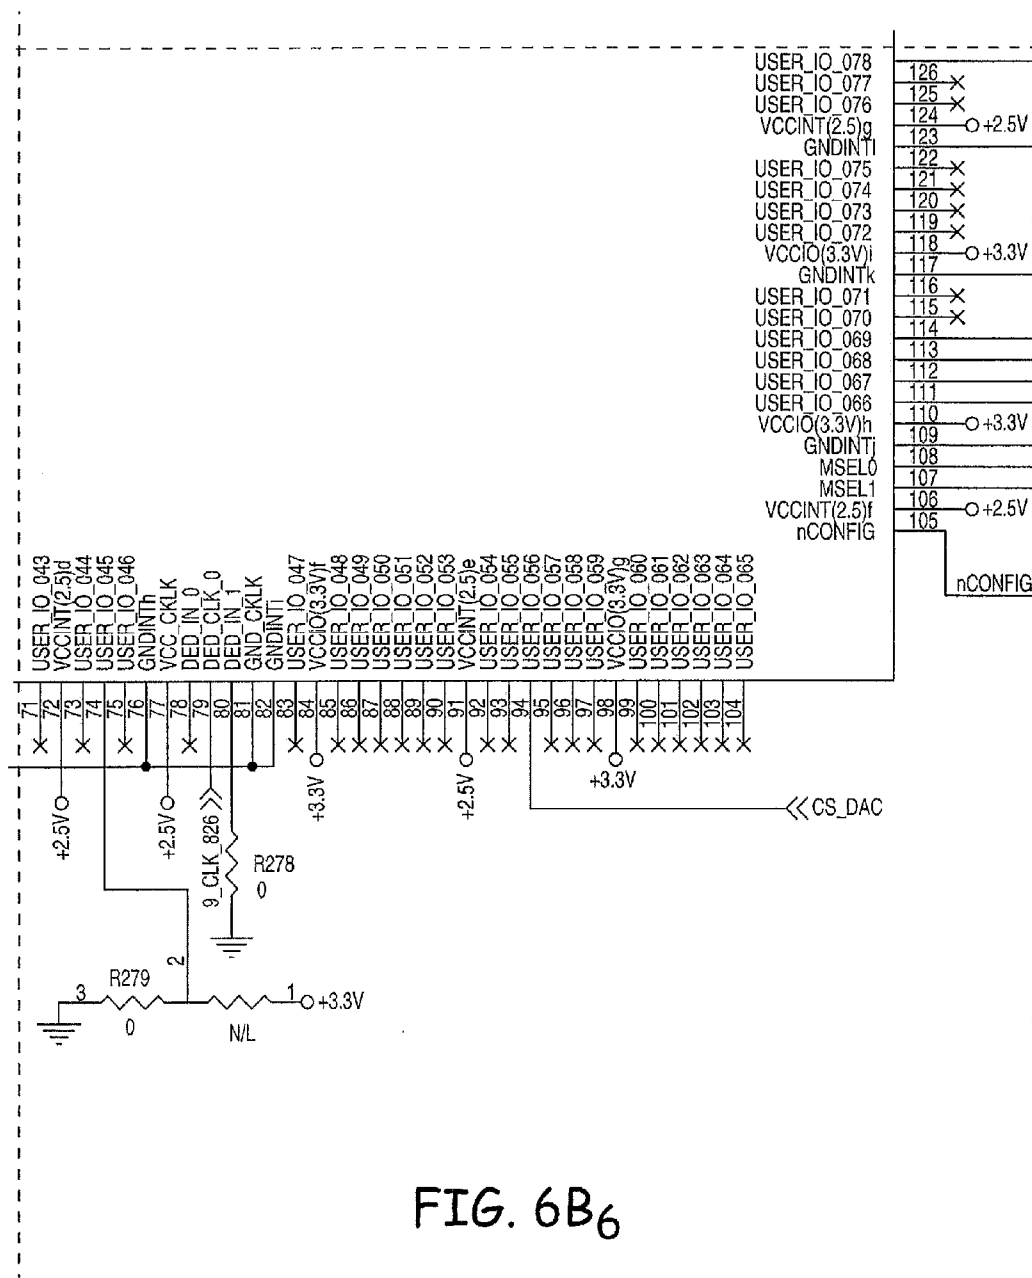 USER_IO_078
USER_IO_077 126
USER_IO_076 125
VCCINT(2.5)g 124 +2.5V
GNDINTl 123
USER_IO_075 122
USER_IO_074 121
USER_IO_073 120
USER_IO_072 119
VCCIO(3.3V)i 118 +3.3V
GNDINTk 117
USER_IO_071 116
USER_IO_070 115
USER_IO_069 114
USER_IO_068 113
USER_IO_067 112
USER_IO_066 111
VCCIO(3.3V)h 110 +3.3V
GNDINTj 109
MSEL0 108
MSEL1 107
VCCINT(2.5)f 106 +2.5V
nCONFIG 105
nCONFIG
USER_IO_043 71
VCCINT(2.5)d 72
USER_IO_044 73
USER_IO_045 74
USER_IO_046 75
GNDINTh 76
VCC_CKLK 77
DED_IN_0 78
DED_CLK_0 79
DED_IN_1 80
GND_CKLK 81
GNDINTi 82
USER_IO_047 83
VCCIO(3.3V)f 84
USER_IO_048 85
USER_IO_049 86
USER_IO_050 87
USER_IO_051 88
USER_IO_052 89
USER_IO_053 90
VCCINT(2.5)e 91
USER_IO_054 92
USER_IO_055 93
USER_IO_056 94
USER_IO_057 95
USER_IO_058 96
USER_IO_059 97
VCCIO(3.3V)g 98
USER_IO_060 99
USER_IO_061 100
USER_IO_062 101
USER_IO_063 102
USER_IO_064 103
USER_IO_065 104
+2.5V
+2.5V
9_CLK_826
+3.3V
+2.5V
+3.3V
CS_DAC
R278
0
2
3 R279 1 +3.3V
0 N/L
FIG. 6B6